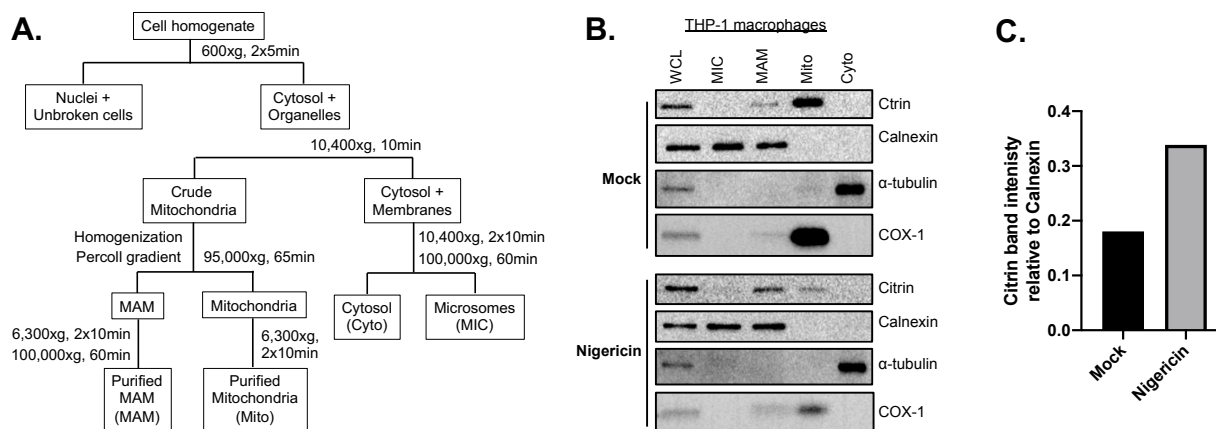 A.
Cell homogenate
600xg, 2x5min
Nuclei +
Unbroken cells
Cytosol +
Organelles
10,400xg, 10min
Crude
Mitochondria
Cytosol +
Membranes
Homogenization
Percoll gradient
95,000xg, 65min
10,400xg, 2x10min
100,000xg, 60min
MAM
Mitochondria
Cytosol
(Cyto)
Microsomes
(MIC)
6,300xg, 2x10min
100,000xg, 60min
6,300xg,
2x10min
Purified
MAM
(MAM)
Purified
Mitochondria
(Mito)
B.
THP-1 macrophages
WCL
MIC
MAM
Mito
Cyto
Mock
Ctrin
Calnexin
α-tubulin
COX-1
Nigericin
Citrin
Calnexin
α-tubulin
COX-1
C.
Citrin band intenisty
relative to Calnexin
0.4
0.3
0.2
0.1
0.0
Mock
Nigericin